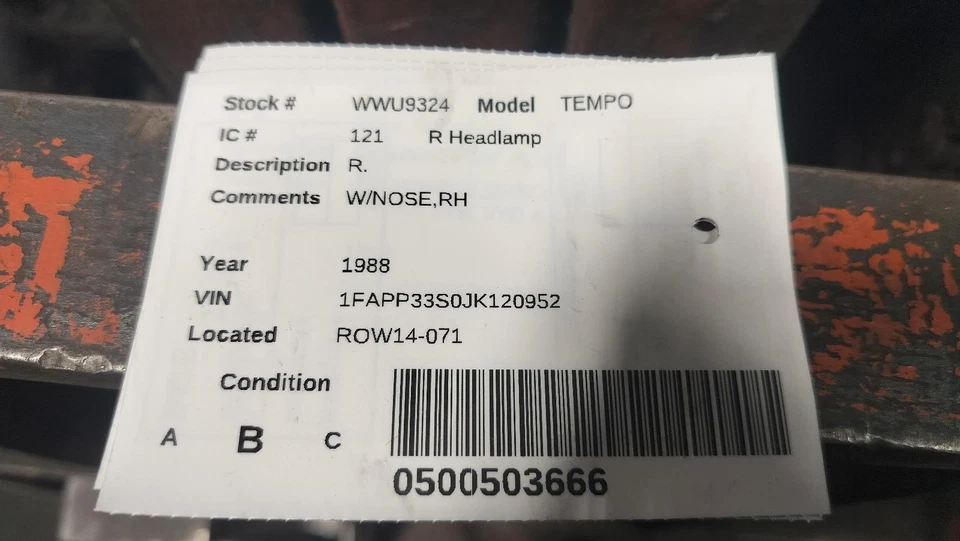 Stock # WWU9324 Model TEMPO
IC # 121 R Headlamp
Description R.
Comments W/NOSE,RH
Year 1988
VIN 1FAPP33S0JK120952
Located ROW14-071
Condition
A B C
0500503666